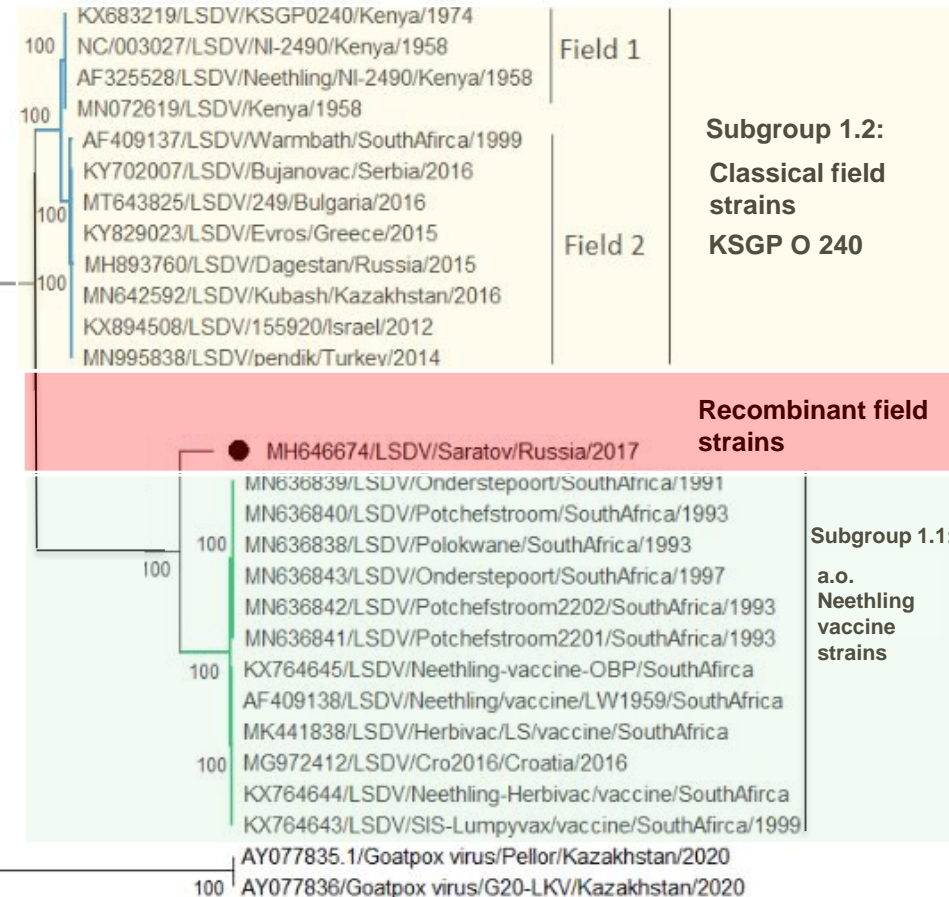 KX683219/LSDV/KSGP0240/Kenya/1974
100
NC/003027/LSDV/NI-2490/Kenya/1958
Field 1
AF325528/LSDV/Neethling/NI-2490/Kenya/1958
MN072619/LSDV/Kenya/1958
100
AF409137/LSDV/Warmbath/SouthAfirca/1999
Subgroup 1.2:
KY702007/LSDV/Bujanovac/Serbia/2016
Classical field
MT643825/LSDV/249/Bulgaria/2016
strains
100
KY829023/LSDV/Evros/Greece/2015
Field 2
KSGP O 240
MH893760/LSDV/Dagestan/Russia/2015
100
MN642592/LSDV/Kubash/Kazakhstan/2016
KX894508/LSDV/155920/Israel/2012
MN995838/LSDV/pendik/Turkey/2014
Recombinant field
strains
MH646674/LSDV/Saratov/Russia/2017
MN636839/LSDV/Onderstepoort/SouthAfrica/1991
MN636840/LSDV/Potchefstroom/SouthAfrica/1993
100
MN636838/LSDV/Polokwane/SouthAfrica/1993
Subgroup 1.1:
100
MN636843/LSDV/Onderstepoort/SouthAfrica/1997
a.o.
MN636842/LSDV/Potchefstroom2202/SouthAfrica/1993
Neethling
MN636841/LSDV/Potchefstroom2201/SouthAfrica/1993
vaccine
strains
100
KX764645/LSDV/Neethling-vaccine-OBP/SouthAfirca
AF409138/LSDV/Neethling/vaccine/LW1959/SouthAfrica
MK441838/LSDV/Herbivac/LS/vaccine/SouthAfrica
100
MG972412/LSDV/Cro2016/Croatia/2016
KX764644/LSDV/Neethling-Herbivac/vaccine/SouthAfirca
KX764643/LSDV/SIS-Lumpyvax/vaccine/SouthAfirca/1999
AY077835.1/Goatpox virus/Pellor/Kazakhstan/2020
100
AY077836/Goatpox virus/G20-LKV/Kazakhstan/2020